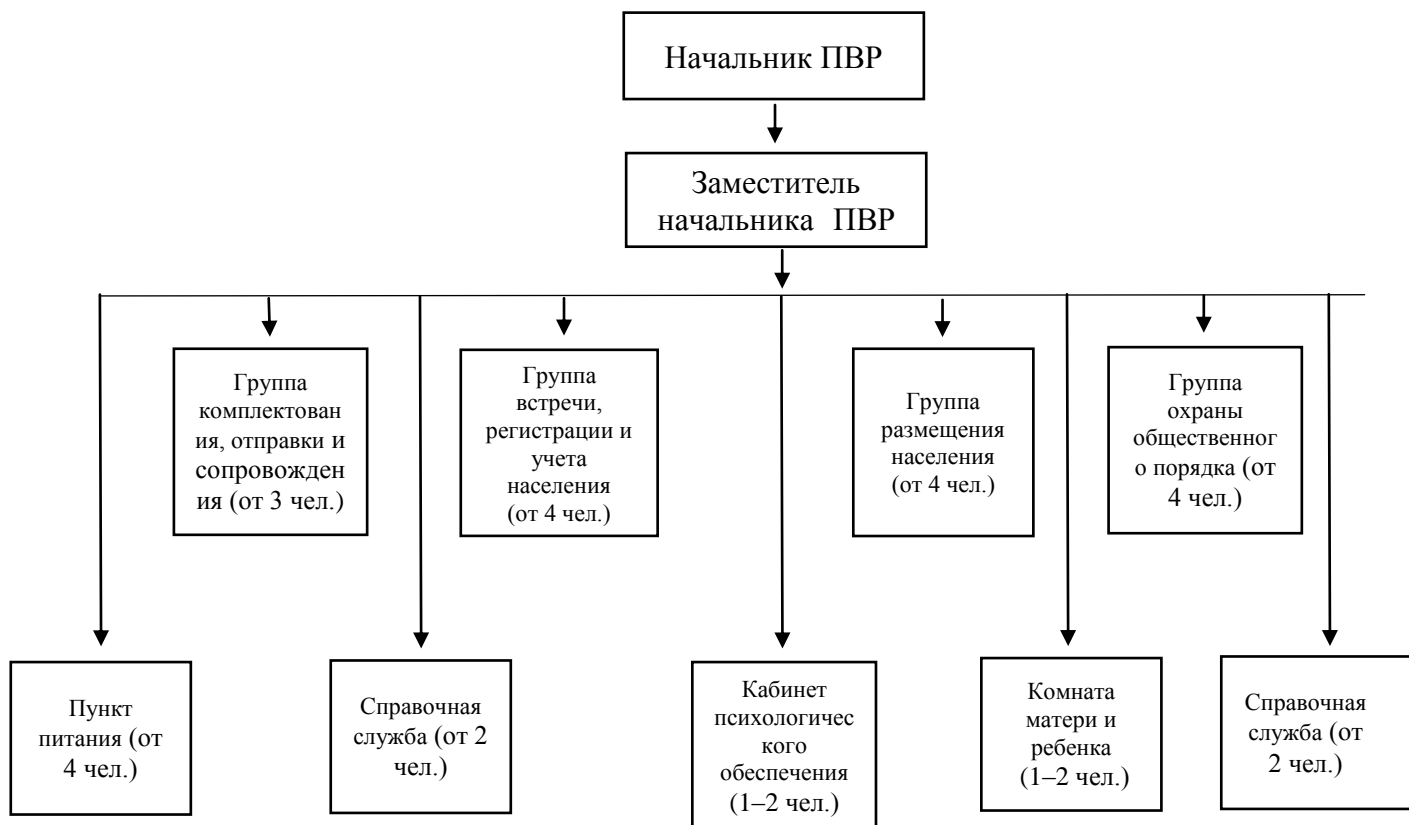 Начальник ПВР
Заместитель
начальника ПВР
Группа
комплектован
ия, отправки и
сопровожден
ия (от 3 чел.)
Группа
встречи,
регистрации и
учета
населения
(от 4 чел.)
Группа
размещения
населения
(от 4 чел.)
Группа
охраны
общественног
о порядка (от
4 чел.)
Пункт
питания (от
4 чел.)
Справочная
служба (от 2
чел.)
Кабинет
психологичес
кого
обеспечения
(1–2 чел.)
Комната
матери и
ребенка
(1–2 чел.)
Справочная
служба (от
2 чел.)